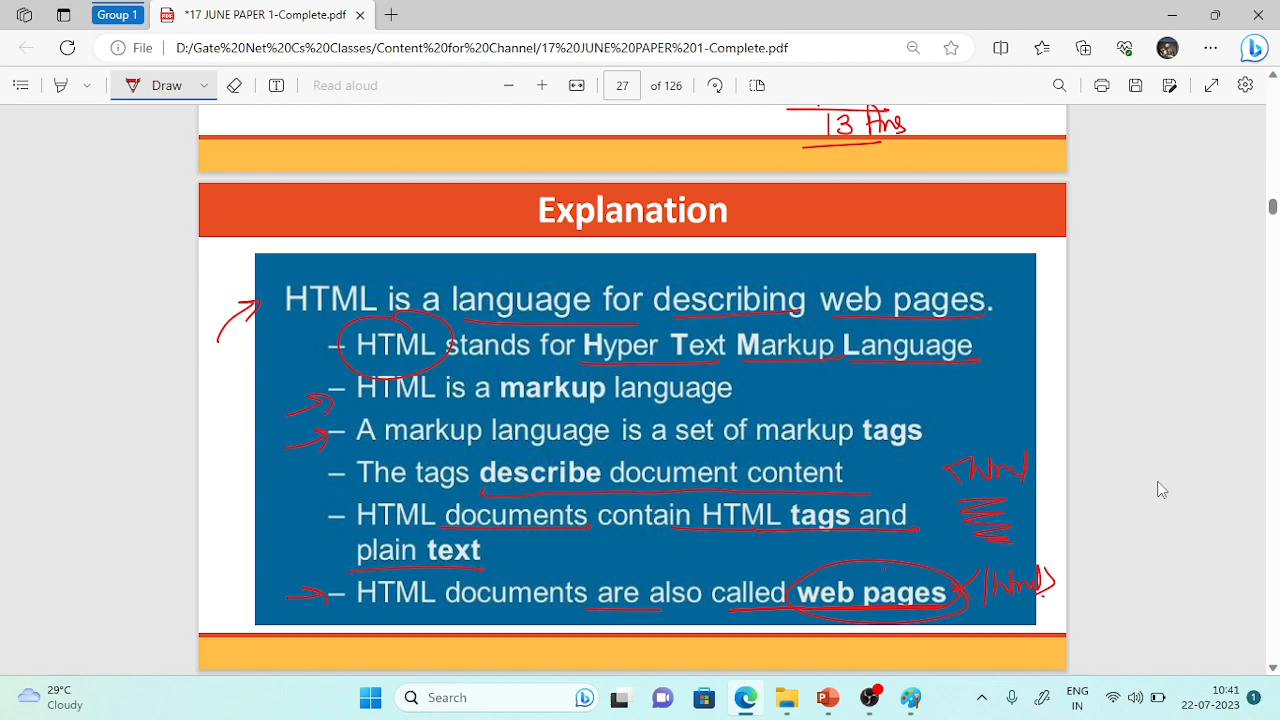 Group 1
*17 JUNE PAPER 1-Complete.pdf
File
D:/Gate%20Net%20Cs%20Classes/Content%20for%20Channel/17%20JUNE%20PAPER%201-Complete.pdf
Draw
Read aloud
27
of 126
13 Ans
Explanation
HTML is a language for describing web pages.
– HTML stands for Hyper Text Markup Language
– HTML is a markup language
– A markup language is a set of markup tags
– The tags describe document content
<html
– HTML documents contain HTML tags and
plain text
– HTML documents are also called web pages
</html>
29°C
Cloudy
Search
ENG
IN
10:41
22-07-2023
1